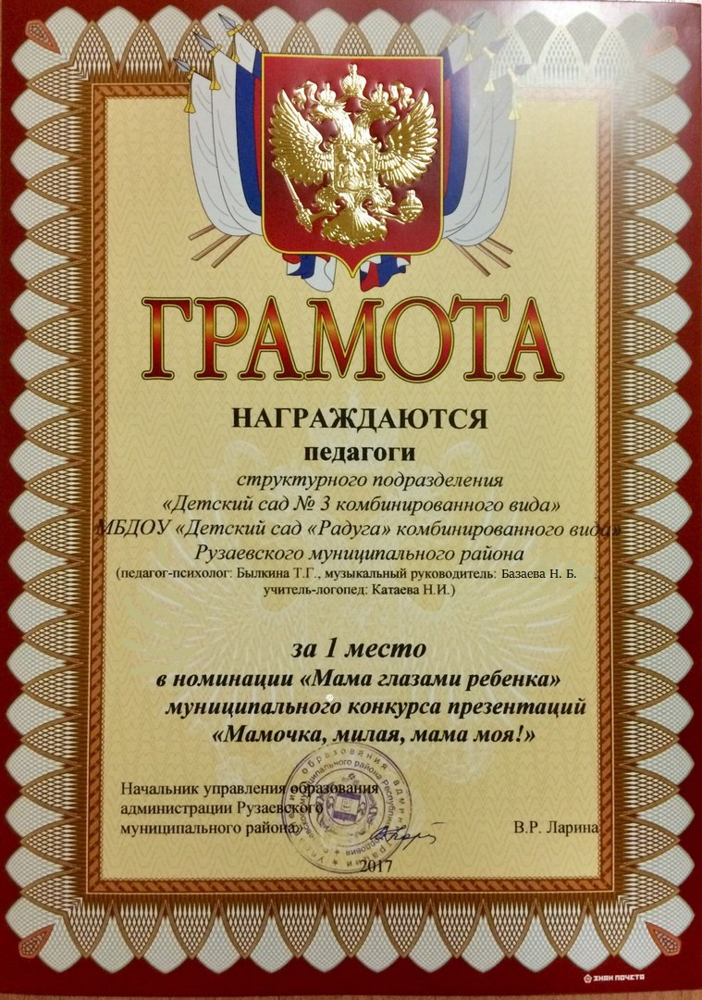 ГРАМОТА
НАГРАЖДАЮТСЯ
педагоги
структурного подразделения
«Детский сад № 3 комбинированного вида»
МБДОУ «Детский сад «Радуга» комбинированного вида»
Рузаевского муниципального района
(педагог-психолог: Былкина Т.Г., музыкальный руководитель: Базаева Н. Б.
учитель-логопед: Катаева Н.И.)
за 1 место
в номинации «Мама глазами ребенка»
муниципального конкурса презентаций
«Мамочка, милая, мама моя!»
Начальник управления образования
администрации Рузаевского
муниципального района
В.Р. Ларина
2017
ЗНАК ПОЧЕТА